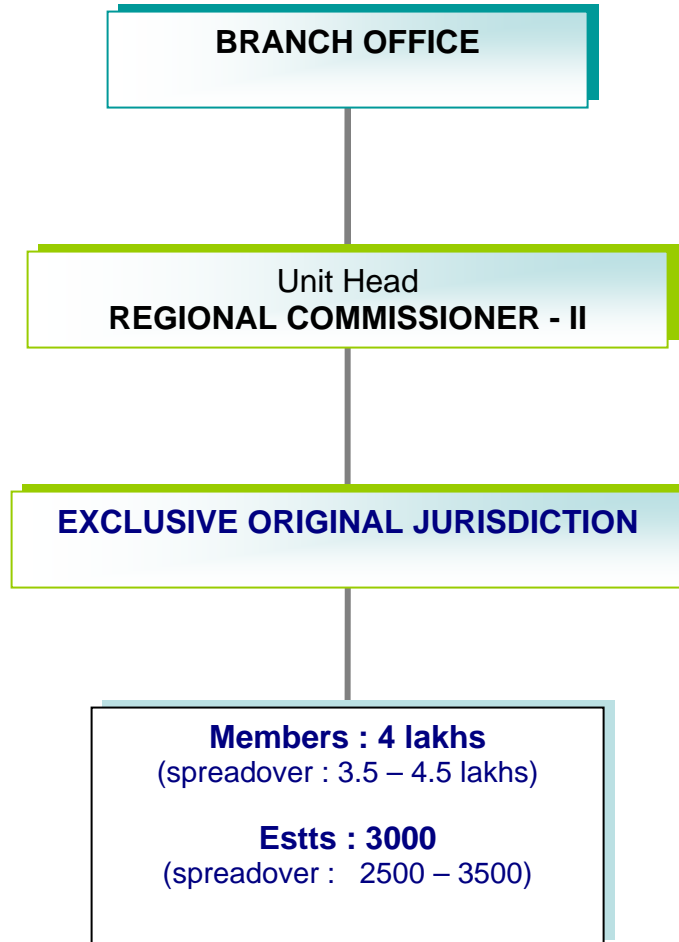 BRANCH OFFICE
Unit Head
REGIONAL COMMISSIONER - II
EXCLUSIVE ORIGINAL JURISDICTION
Members : 4 lakhs
(spreadover : 3.5 – 4.5 lakhs)
Estts : 3000
(spreadover :   2500 – 3500)